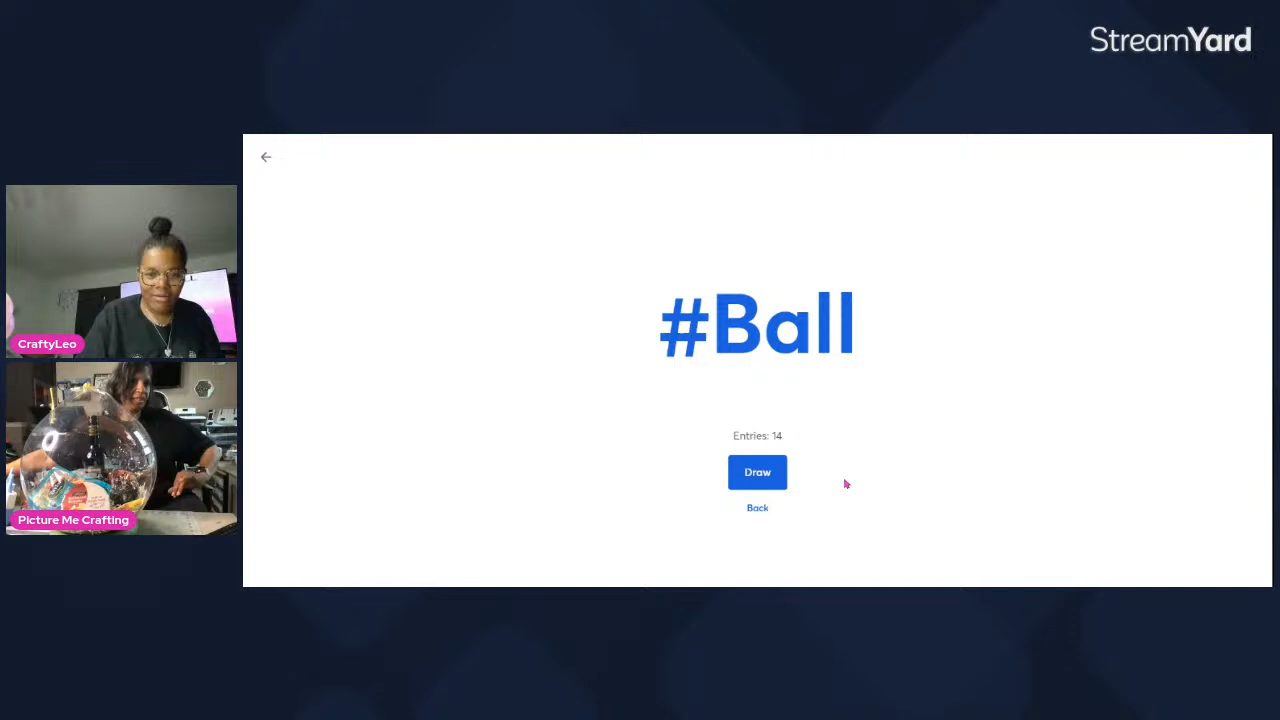 StreamYard
#Ball
Entries: 14
Draw
Back
CraftyLeo
Picture Me Crafting